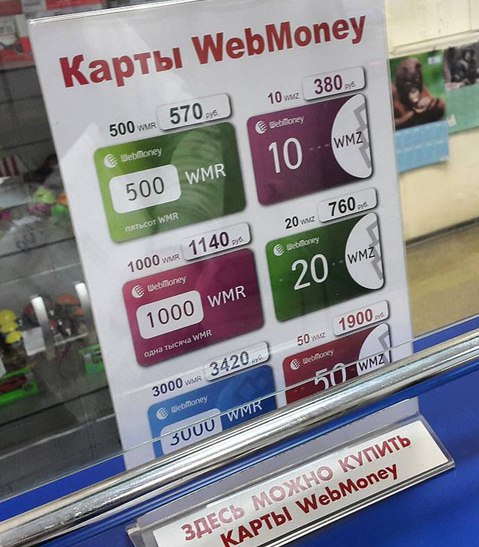 Карты WebMoney
500 WMR 570 руб.
WebMoney
500 WMR
пятьсот WMR
10 WMZ 380 руб.
WebMoney
10 WMZ
1000 WMR 1140 руб.
WebMoney
1000 WMR
одна тысяча WMR
20 WMZ 760 руб.
WebMoney
20 WMZ
3000 WMR 3420 руб.
WebMoney
3000 WMR
50 WMZ 1900 руб.
WebMoney
50 WMZ
ЗДЕСЬ МОЖНО КУПИТЬ
КАРТЫ WebMoney